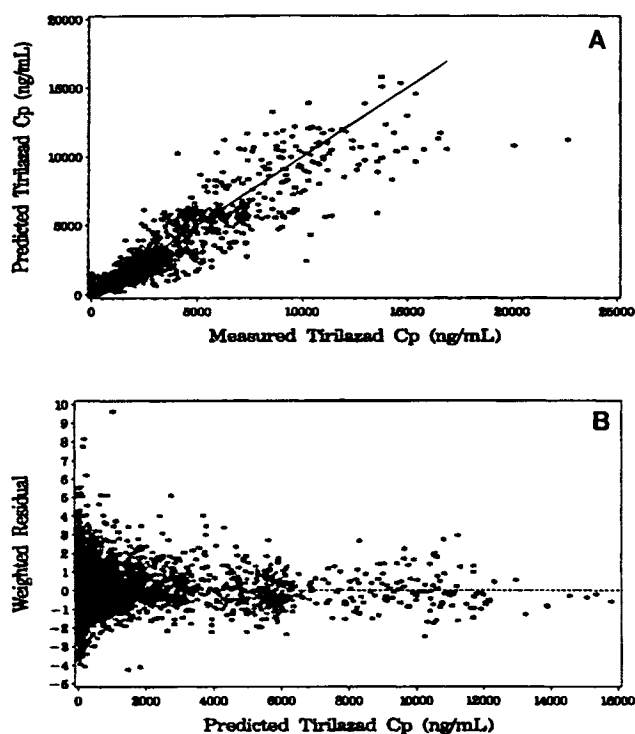 A
Predicted Tirilazad Cp (ng/mL)
20000
15000
10000
5000
0
0 5000 10000 15000 20000 25000
Measured Tirilazad Cp (ng/mL)
B
Weighted Residual
10
9
8
7
6
5
4
3
2
1
0
-1
-2
-3
-4
-5
0 2000 4000 6000 8000 10000 12000 14000 16000
Predicted Tirilazad Cp (ng/mL)